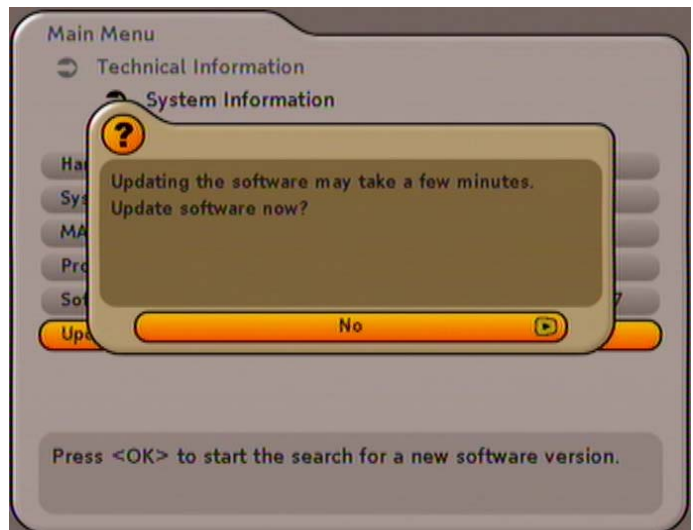 Main Menu
Technical Information
System Information
Updating the software may take a few minutes.
Update software now?
No
Press <OK> to start the search for a new software version.